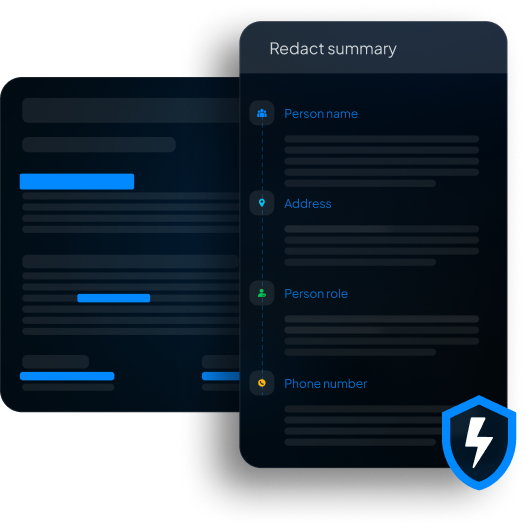 Redact summary
Person name
Address
Person role
Phone number